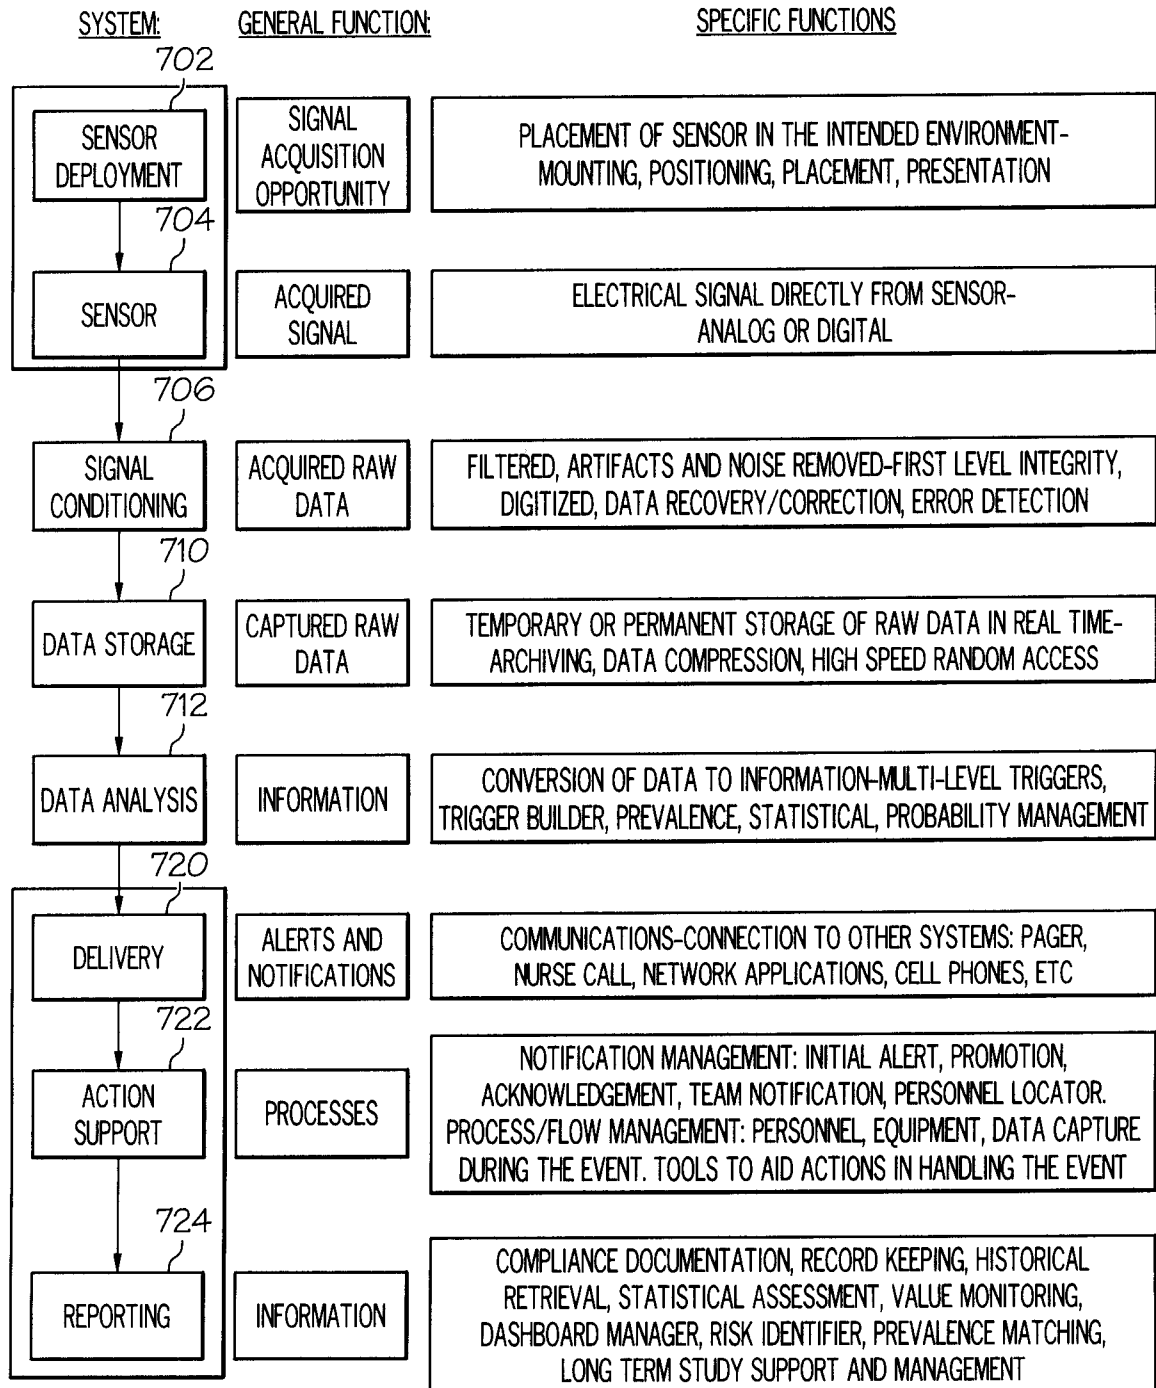 SYSTEM:
GENERAL FUNCTION:
SPECIFIC FUNCTIONS
702
SENSOR
DEPLOYMENT
SIGNAL
ACQUISITION
OPPORTUNITY
PLACEMENT OF SENSOR IN THE INTENDED ENVIRONMENT-
MOUNTING, POSITIONING, PLACEMENT, PRESENTATION
704
SENSOR
ACQUIRED
SIGNAL
ELECTRICAL SIGNAL DIRECTLY FROM SENSOR-
ANALOG OR DIGITAL
706
SIGNAL
CONDITIONING
ACQUIRED RAW
DATA
FILTERED, ARTIFACTS AND NOISE REMOVED-FIRST LEVEL INTEGRITY,
DIGITIZED, DATA RECOVERY/CORRECTION, ERROR DETECTION
710
DATA STORAGE
CAPTURED RAW
DATA
TEMPORARY OR PERMANENT STORAGE OF RAW DATA IN REAL TIME-
ARCHIVING, DATA COMPRESSION, HIGH SPEED RANDOM ACCESS
712
DATA ANALYSIS
INFORMATION
CONVERSION OF DATA TO INFORMATION-MULTI-LEVEL TRIGGERS,
TRIGGER BUILDER, PREVALENCE, STATISTICAL, PROBABILITY MANAGEMENT
720
DELIVERY
ALERTS AND
NOTIFICATIONS
COMMUNICATIONS-CONNECTION TO OTHER SYSTEMS: PAGER,
NURSE CALL, NETWORK APPLICATIONS, CELL PHONES, ETC
722
ACTION
SUPPORT
PROCESSES
NOTIFICATION MANAGEMENT: INITIAL ALERT, PROMOTION,
ACKNOWLEDGEMENT, TEAM NOTIFICATION, PERSONNEL LOCATOR.
PROCESS/FLOW MANAGEMENT: PERSONNEL, EQUIPMENT, DATA CAPTURE
DURING THE EVENT. TOOLS TO AID ACTIONS IN HANDLING THE EVENT
724
REPORTING
INFORMATION
COMPLIANCE DOCUMENTATION, RECORD KEEPING, HISTORICAL
RETRIEVAL, STATISTICAL ASSESSMENT, VALUE MONITORING,
DASHBOARD MANAGER, RISK IDENTIFIER, PREVALENCE MATCHING,
LONG TERM STUDY SUPPORT AND MANAGEMENT